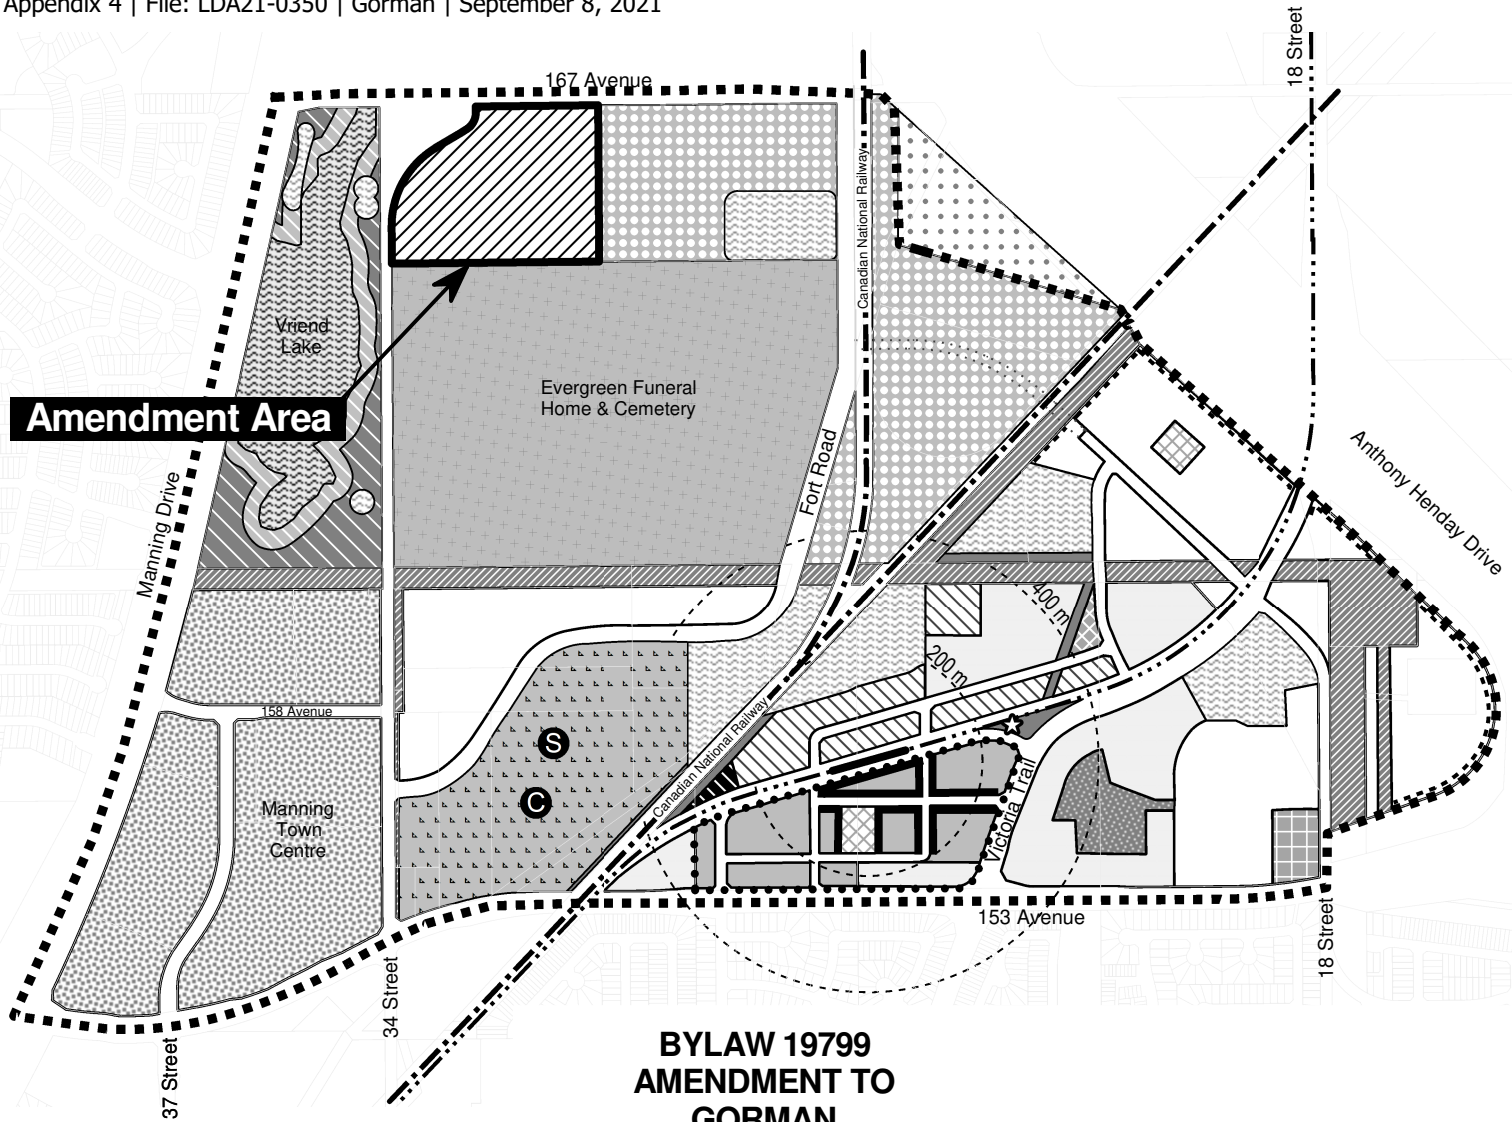 Appendix 4 | File: LDA21-0350 | Gorman | September 8, 2021
18 Street
167 Avenue
Canadian National Railway
Vriend
Lake
Evergreen Funeral
Home & Cemetery
Amendment Area
Fort Road
Manning Drive
Anthony Henday Drive
400 m
200 m
158 Avenue
S
C
Canadian National Railway
Manning
Town
Centre
Victoria Trail
153 Avenue
18 Street
34 Street
37 Street
BYLAW 19799
AMENDMENT TO
GORMAN